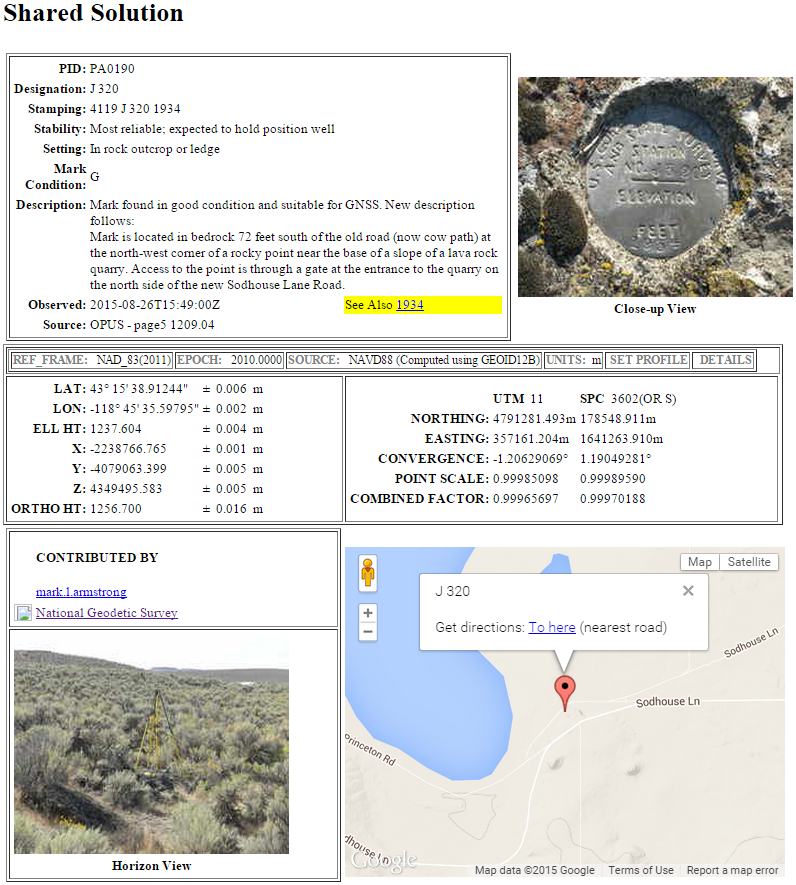 Shared Solution
PID: PA0190
Designation: J 320
Stamping: 4119 J 320 1934
Stability: Most reliable; expected to hold position well
Setting: In rock outcrop or ledge
Mark
Condition: G
Description: Mark found in good condition and suitable for GNSS. New description
follows:
Mark is located in bedrock 72 feet south of the old road (now cow path) at
the north-west corner of a rocky point near the base of a slope of a lava rock
quarry. Access to the point is through a gate at the entrance to the quarry on
the north side of the new Sodhouse Lane Road.
Observed: 2015-08-26T15:49:00Z See Also 1934
Source: OPUS - page5 1209.04
STATION
ELEVATION
FEET
Close-up View
REF_FRAME: NAD_83(2011) EPOCH: 2010.0000 SOURCE: NAVD88 (Computed using GEOID12B) UNITS: m SET PROFILE DETAILS
LAT: 43° 15' 38.91244" ± 0.006 m
LON: -118° 45' 35.59795" ± 0.002 m
ELL HT: 1237.604 ± 0.004 m
X: -2238766.765 ± 0.001 m
Y: -4079063.399 ± 0.005 m
Z: 4349495.583 ± 0.005 m
ORTHO HT: 1256.700 ± 0.016 m
UTM 11 SPC 3602(OR S)
NORTHING: 4791281.493m 178548.911m
EASTING: 357161.204m 1641263.910m
CONVERGENCE: -1.20629069° 1.19049281°
POINT SCALE: 0.99985098 0.99989590
COMBINED FACTOR: 0.99965697 0.99970188
CONTRIBUTED BY
mark.l.armstrong
National Geodetic Survey
Horizon View
Map Satellite
J 320
Get directions: To here (nearest road)
+
−
Sodhouse Ln
Sodhouse Ln
Princeton Rd
dhouse Ln
Google
Map data ©2015 Google Terms of Use Report a map error